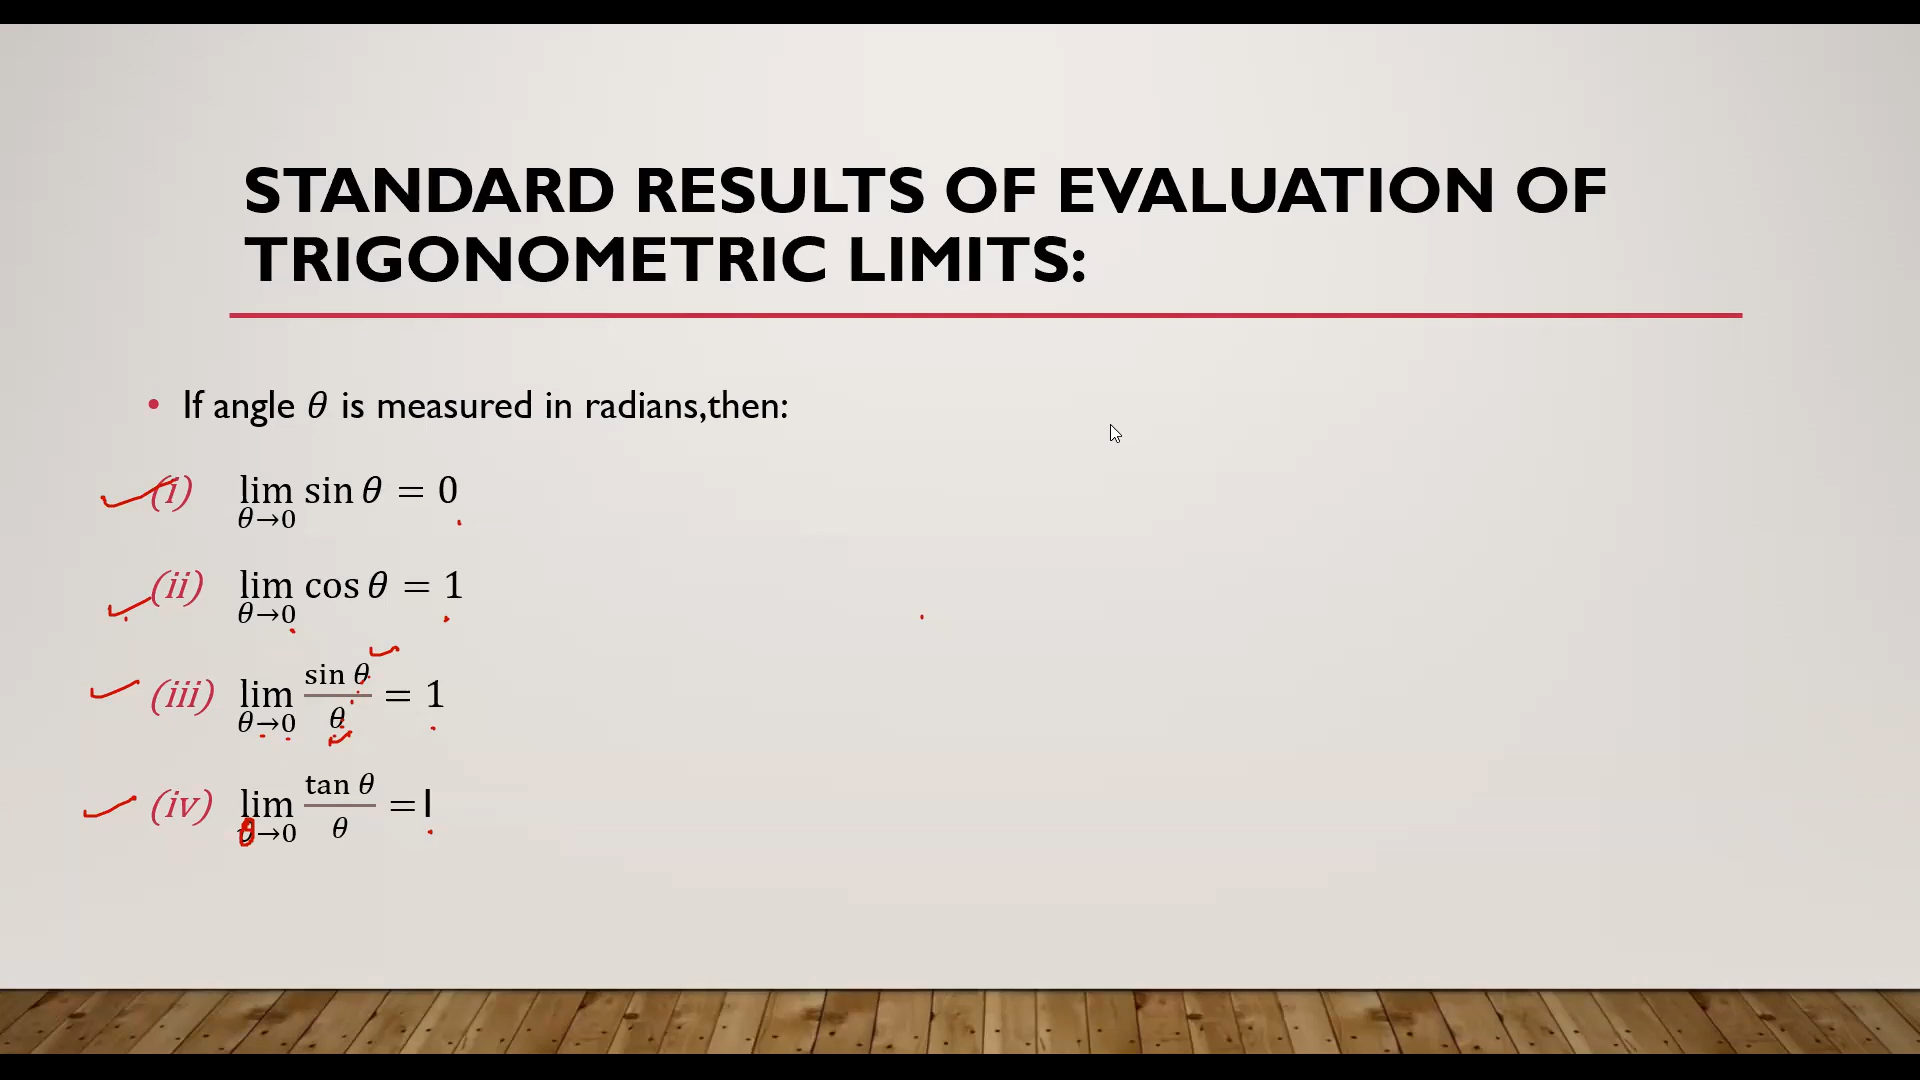 STANDARD RESULTS OF EVALUATION OF
TRIGONOMETRIC LIMITS:
• If angle θ is measured in radians,then:
(i) lim θ→0 sin θ = 0
(ii) lim θ→0 cos θ = 1
(iii) lim θ→0 sin θ / θ = 1
(iv) lim θ→0 tan θ / θ =I